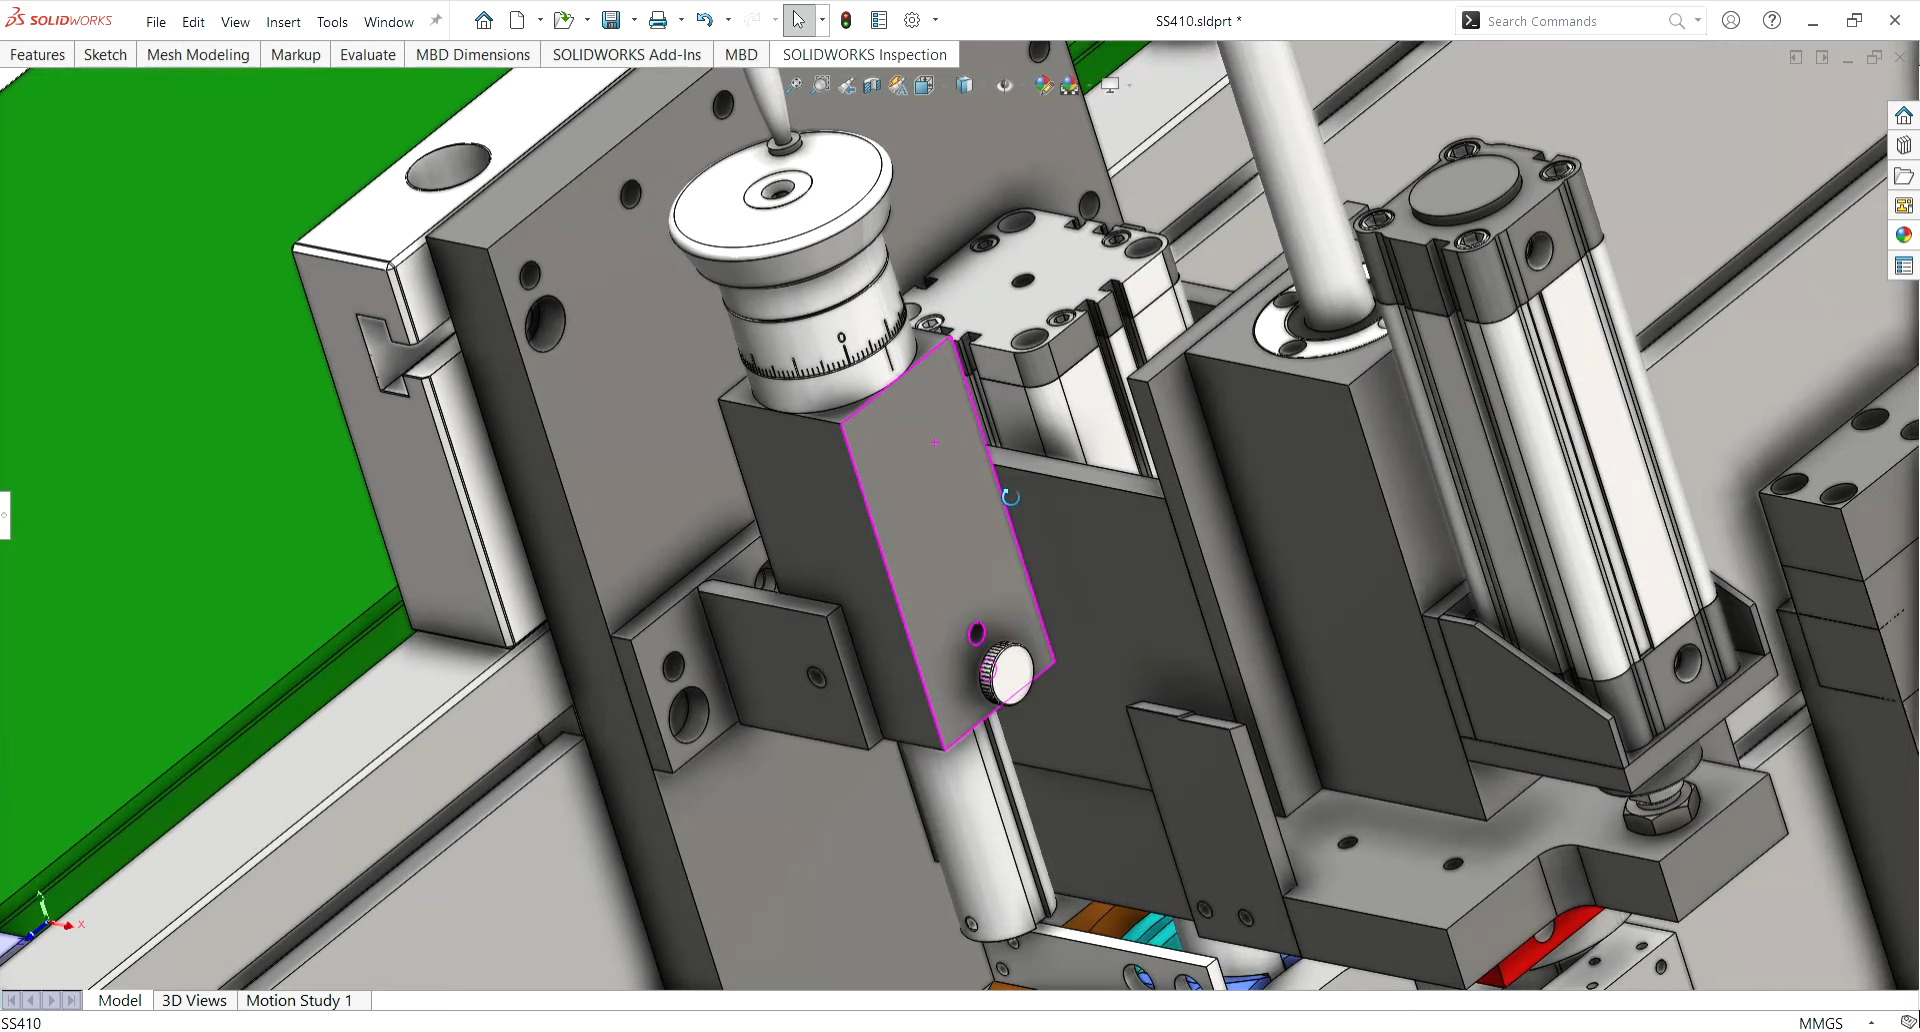 SOLIDWORKS
File Edit View Insert Tools Window
SS410.sldprt *
Search Commands
Features Sketch Mesh Modeling Markup Evaluate MBD Dimensions SOLIDWORKS Add-Ins MBD SOLIDWORKS Inspection
0
X
Z
Model 3D Views Motion Study 1
SS410
MMGS